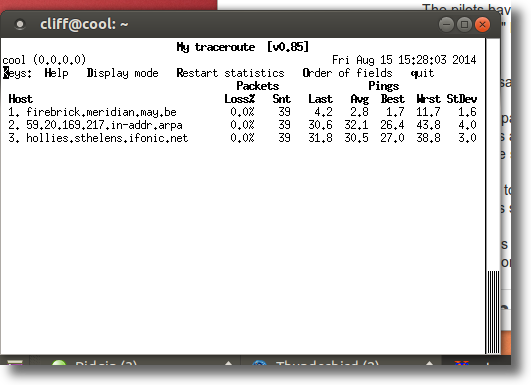 The pilots hav
cliff@cool: ~
My traceroute [v0.85]
cool (0.0.0.0) Fri Aug 15 15:28:03 2014
Keys: Help Display mode Restart statistics Order of fields quit
Packets Pings
Host Loss% Snt Last Avg Best Wrst StDev
1. firebrick.meridian.may.be 0.0% 39 4.2 2.8 1.7 11.7 1.6
2. 59.20.169.217.in-addr.arpa 0.0% 39 30.6 32.1 26.4 43.8 4.0
3. hollies.sthelens.ifonic.net 0.0% 39 31.8 30.5 27.0 38.8 3.0